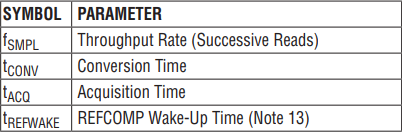 SYMBOL PARAMETER
fSMPL Throughput Rate (Successive Reads)
tCONV Conversion Time
tACQ Acquisition Time
tREFWAKE REFCOMP Wake-Up Time (Note 13)